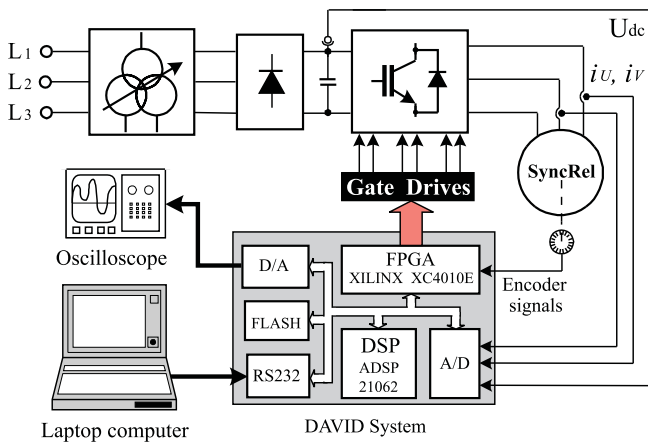 L1
L2
L3
Udc
iU, iV
SyncRel
Gate Drives
Oscilloscope
D/A
FPGA
XILINX XC4010E
Encoder
signals
FLASH
DSP
ADSP
21062
A/D
RS232
Laptop computer
DAVID System